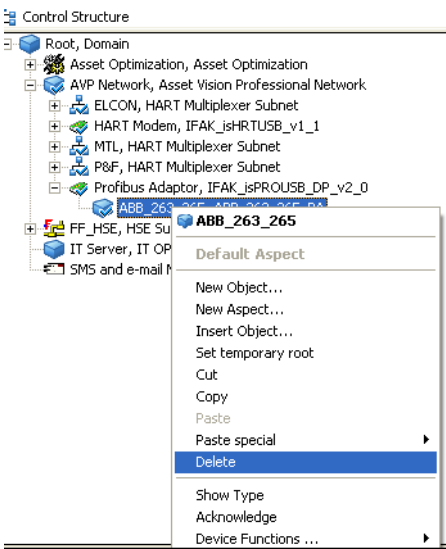 Control Structure
Root, Domain
Asset Optimization, Asset Optimization
AVP Network, Asset Vision Professional Network
ELCON, HART Multiplexer Subnet
HART Modem, IFAK_isHRTUSB_v1_1
MTL, HART Multiplexer Subnet
P&F, HART Multiplexer Subnet
Profibus Adaptor, IFAK_isPROUSB_DP_v2_0
ABB_263_265, ABB_263_265_PA
FF_HSE, HSE Su
IT Server, IT OP
SMS and e-mail
ABB_263_265
Default Aspect
New Object...
New Aspect...
Insert Object...
Set temporary root
Cut
Copy
Paste
Paste special
Delete
Show Type
Acknowledge
Device Functions ...